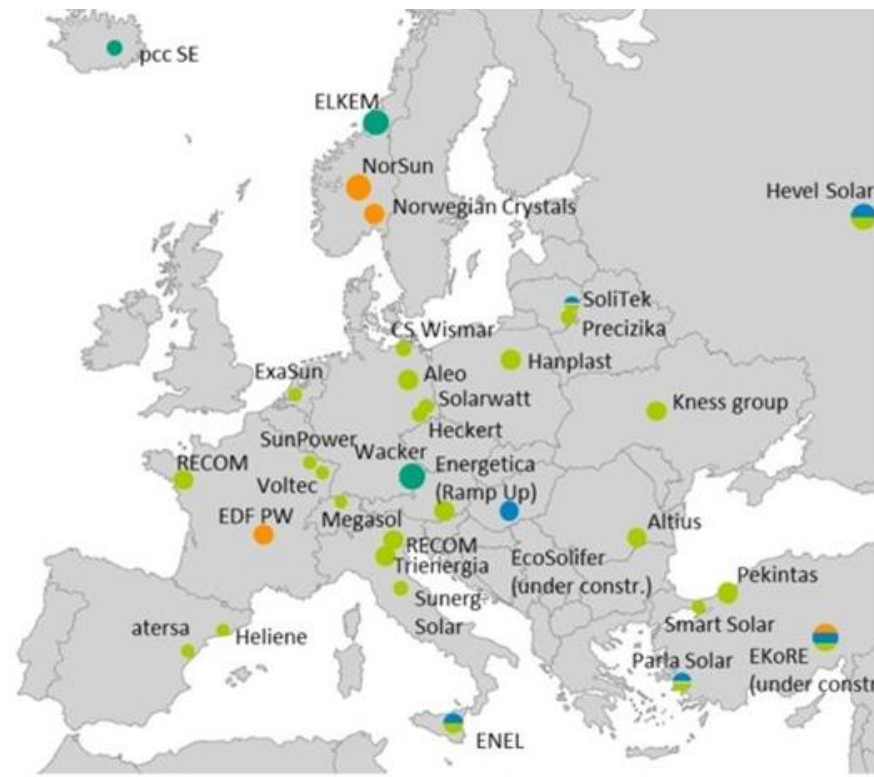 pcc SE
ELKEM
NorSun
Norwegian Crystals
Hevel Solar
SoliTek
Precizika
CS Wismar
Hanplast
ExaSun
Aleo
Solarwatt
Heckert
Kness group
SunPower
Wacker
RECOM
Voltec
Energetica
(Ramp Up)
EDF PW
Megasol
Altius
RECOM
Trienergia
EcoSolifer
(under constr.)
Pekintas
Sunerg
Solar
Smart Solar
atersa
Heliene
Parla Solar
EKoRE
(under constr
ENEL